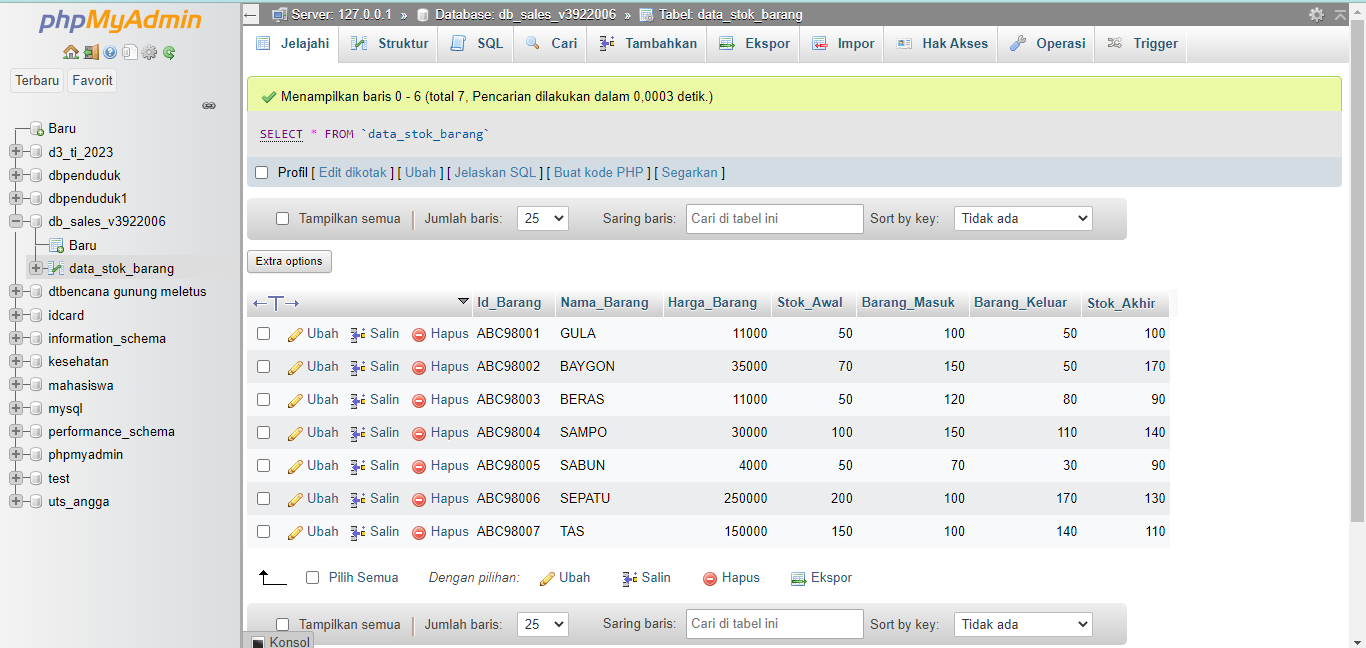 phpMyAdmin
Terbaru Favorit
Baru
d3_ti_2023
dbpenduduk
dbpenduduk1
db_sales_v3922006
Baru
data_stok_barang
dtbencana gunung meletus
idcard
information_schema
kesehatan
mahasiswa
mysql
performance_schema
phpmyadmin
test
uts_angga
Server: 127.0.0.1 » Database: db_sales_v3922006 » Tabel: data_stok_barang
Jelajahi Struktur SQL Cari Tambahkan Ekspor Impor Hak Akses Operasi Trigger
Menampilkan baris 0 - 6 (total 7, Pencarian dilakukan dalam 0,0003 detik.)
SELECT * FROM `data_stok_barang`
Profil [ Edit dikotak ] [ Ubah ] [ Jelaskan SQL ] [ Buat kode PHP ] [ Segarkan ]
Tampilkan semua Jumlah baris: 25 Saring baris: Cari di tabel ini Sort by key: Tidak ada
Extra options
←T→ Id_Barang Nama_Barang Harga_Barang Stok_Awal Barang_Masuk Barang_Keluar Stok_Akhir
Ubah Salin Hapus ABC98001 GULA 11000 50 100 50 100
Ubah Salin Hapus ABC98002 BAYGON 35000 70 150 50 170
Ubah Salin Hapus ABC98003 BERAS 11000 50 120 80 90
Ubah Salin Hapus ABC98004 SAMPO 30000 100 150 110 140
Ubah Salin Hapus ABC98005 SABUN 4000 50 70 30 90
Ubah Salin Hapus ABC98006 SEPATU 250000 200 100 170 130
Ubah Salin Hapus ABC98007 TAS 150000 150 100 140 110
Pilih Semua Dengan pilihan: Ubah Salin Hapus Ekspor
Tampilkan semua Jumlah baris: 25 Saring baris: Cari di tabel ini Sort by key: Tidak ada
Konsol